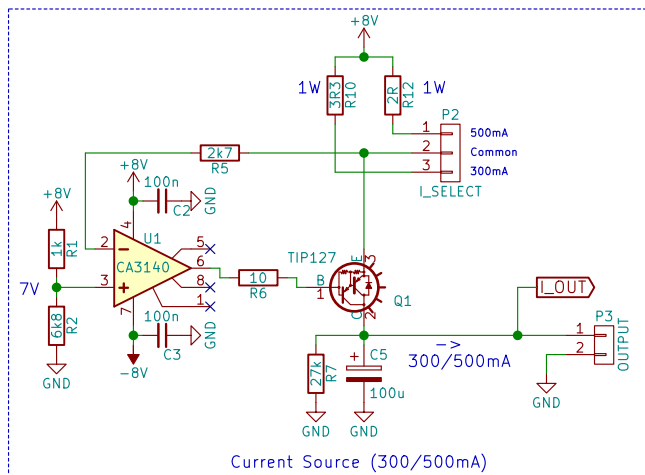 +8V
1W
3R3
R10
2R
R12
1W
P2
1
500mA
2
Common
3
300mA
I_SELECT
2k7
R5
+8V
100n
C2
GND
+8V
1k
R1
4
U1
2
5
CA3140
6
3
8
1
7
7V
10
R6
TIP127
E
3
B
1
C
2
Q1
I_OUT
6k8
R2
GND
100n
C3
GND
-8V
27k
R7
GND
+
C5
100u
GND
->
300/500mA
P3
1
2
OUTPUT
GND
Current Source (300/500mA)